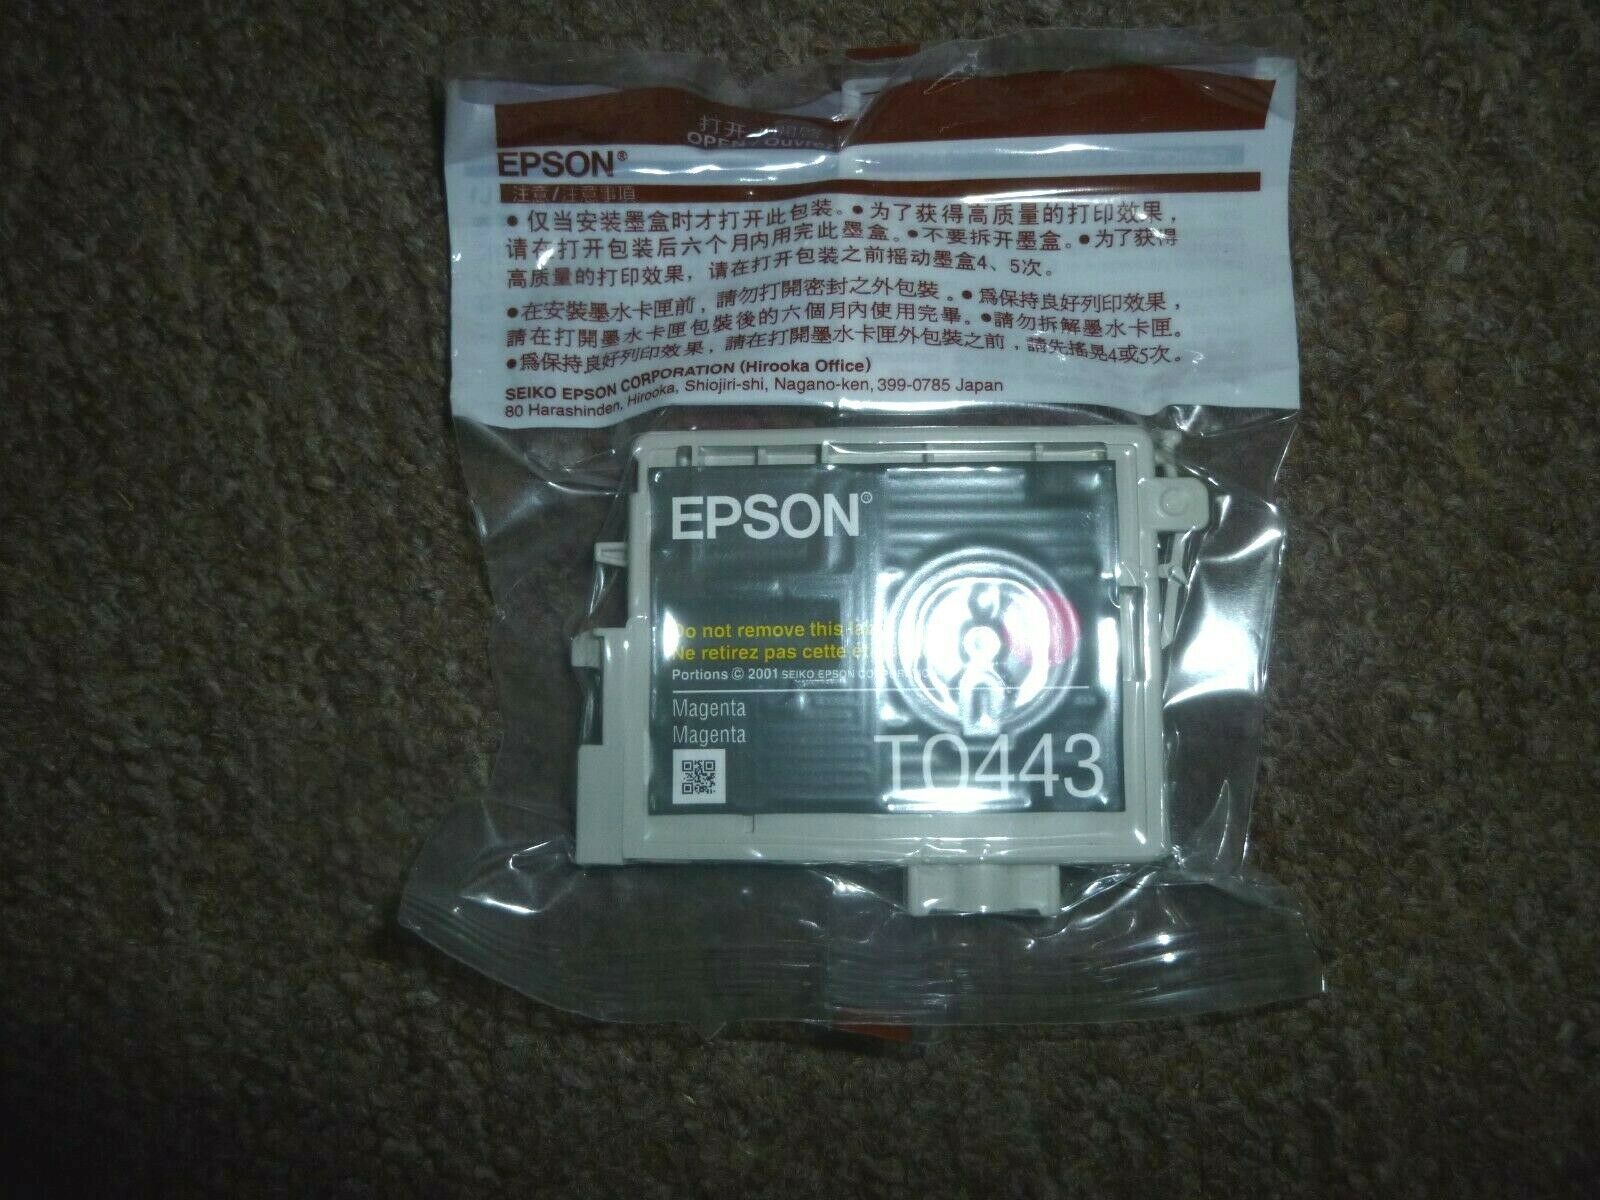 打开
OPEN / Ouvrir
EPSON®
注意/注意事項
•仅当安装墨盒时才打开此包装。•为了获得高质量的打印效果,
请在打开包装后六个月内用完此墨盒。•不要拆开墨盒。•为了获得
高质量的打印效果, 请在打开包装之前摇动墨盒4、5次。
•在安裝墨水卡匣前, 請勿打開密封之外包裝。•為保持良好列印效果,
請在打開墨水卡匣包裝後的六個月內使用完畢。•請勿拆解墨水卡匣。
•為保持良好列印效果, 請在打開墨水卡匣外包裝之前, 請先搖晃4或5次。
SEIKO EPSON CORPORATION (Hirooka Office)
80 Harashinden, Hirooka, Shiojiri-shi, Nagano-ken, 399-0785 Japan
EPSON®
Do not remove this
Ne retirez pas cette
Portions © 2001 SEIKO EPSON CORPORATION
Magenta
Magenta
T0443